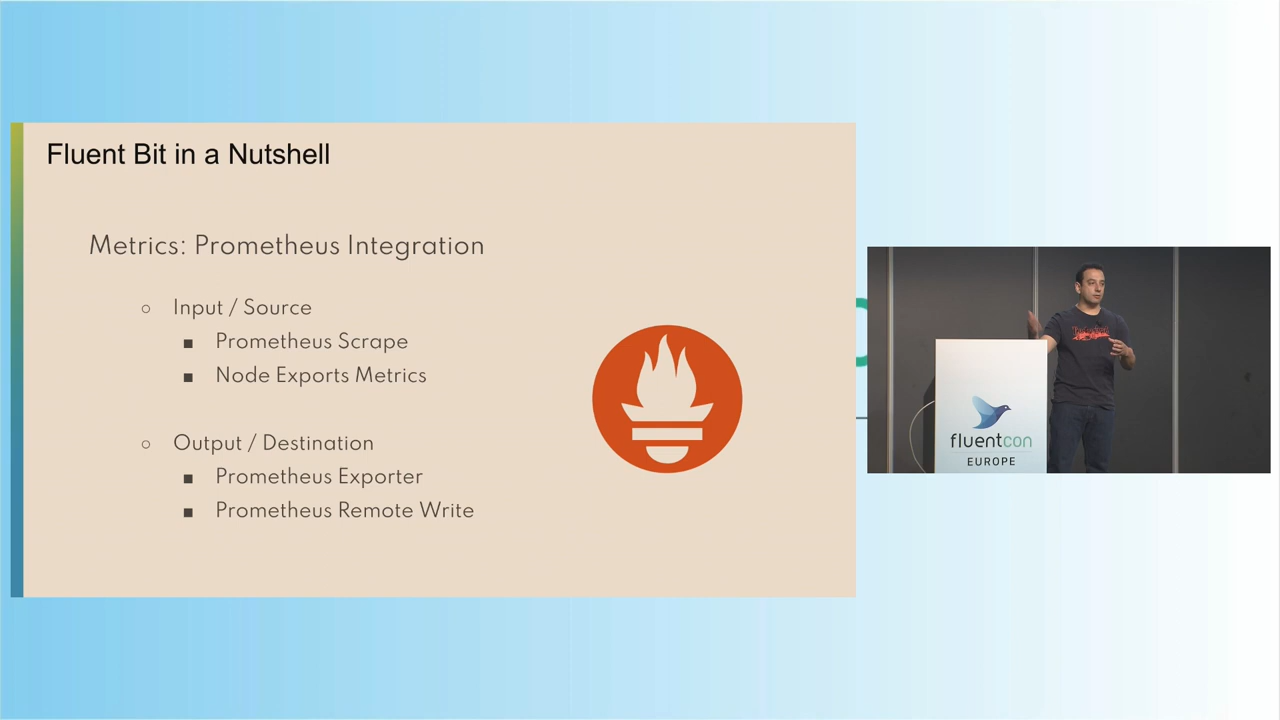 Fluent Bit in a Nutshell
Metrics: Prometheus Integration
○ Input / Source
■ Prometheus Scrape
■ Node Exports Metrics
○ Output / Destination
■ Prometheus Exporter
■ Prometheus Remote Write
fluentcon
EUROPE